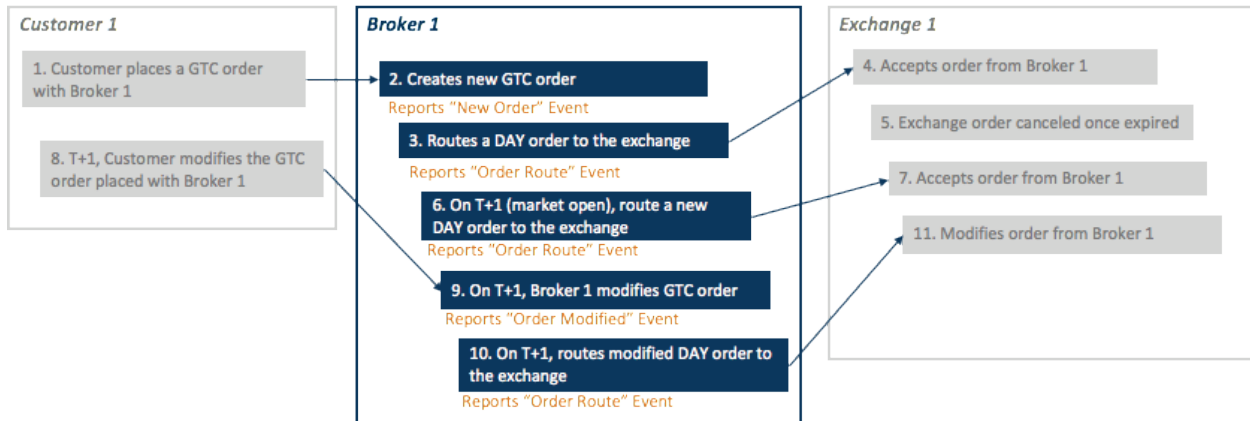 Customer 1
1. Customer places a GTC order
with Broker 1
8. T+1, Customer modifies the GTC
order placed with Broker 1
Broker 1
2. Creates new GTC order
Reports "New Order" Event
3. Routes a DAY order to the exchange
Reports "Order Route" Event
6. On T+1 (market open), route a new
DAY order to the exchange
Reports "Order Route" Event
9. On T+1, Broker 1 modifies GTC order
Reports "Order Modified" Event
10. On T+1, routes modified DAY order to
the exchange
Reports "Order Route" Event
Exchange 1
4. Accepts order from Broker 1
5. Exchange order canceled once expired
7. Accepts order from Broker 1
11. Modifies order from Broker 1